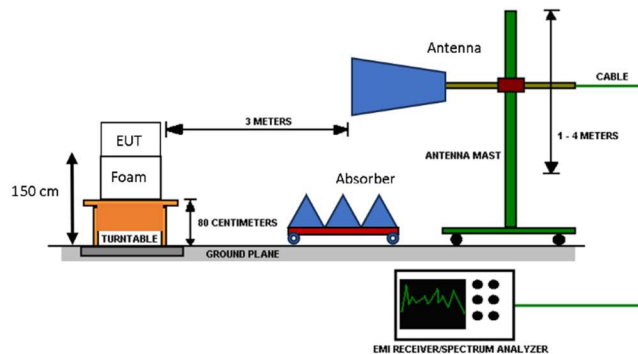 Antenna
CABLE
3 METERS
EUT
1 - 4 METERS
ANTENNA MAST
Foam
150 cm
Absorber
80 CENTIMETERS
TURNTABLE
GROUND PLANE
EMI RECEIVER/SPECTRUM ANALYZER